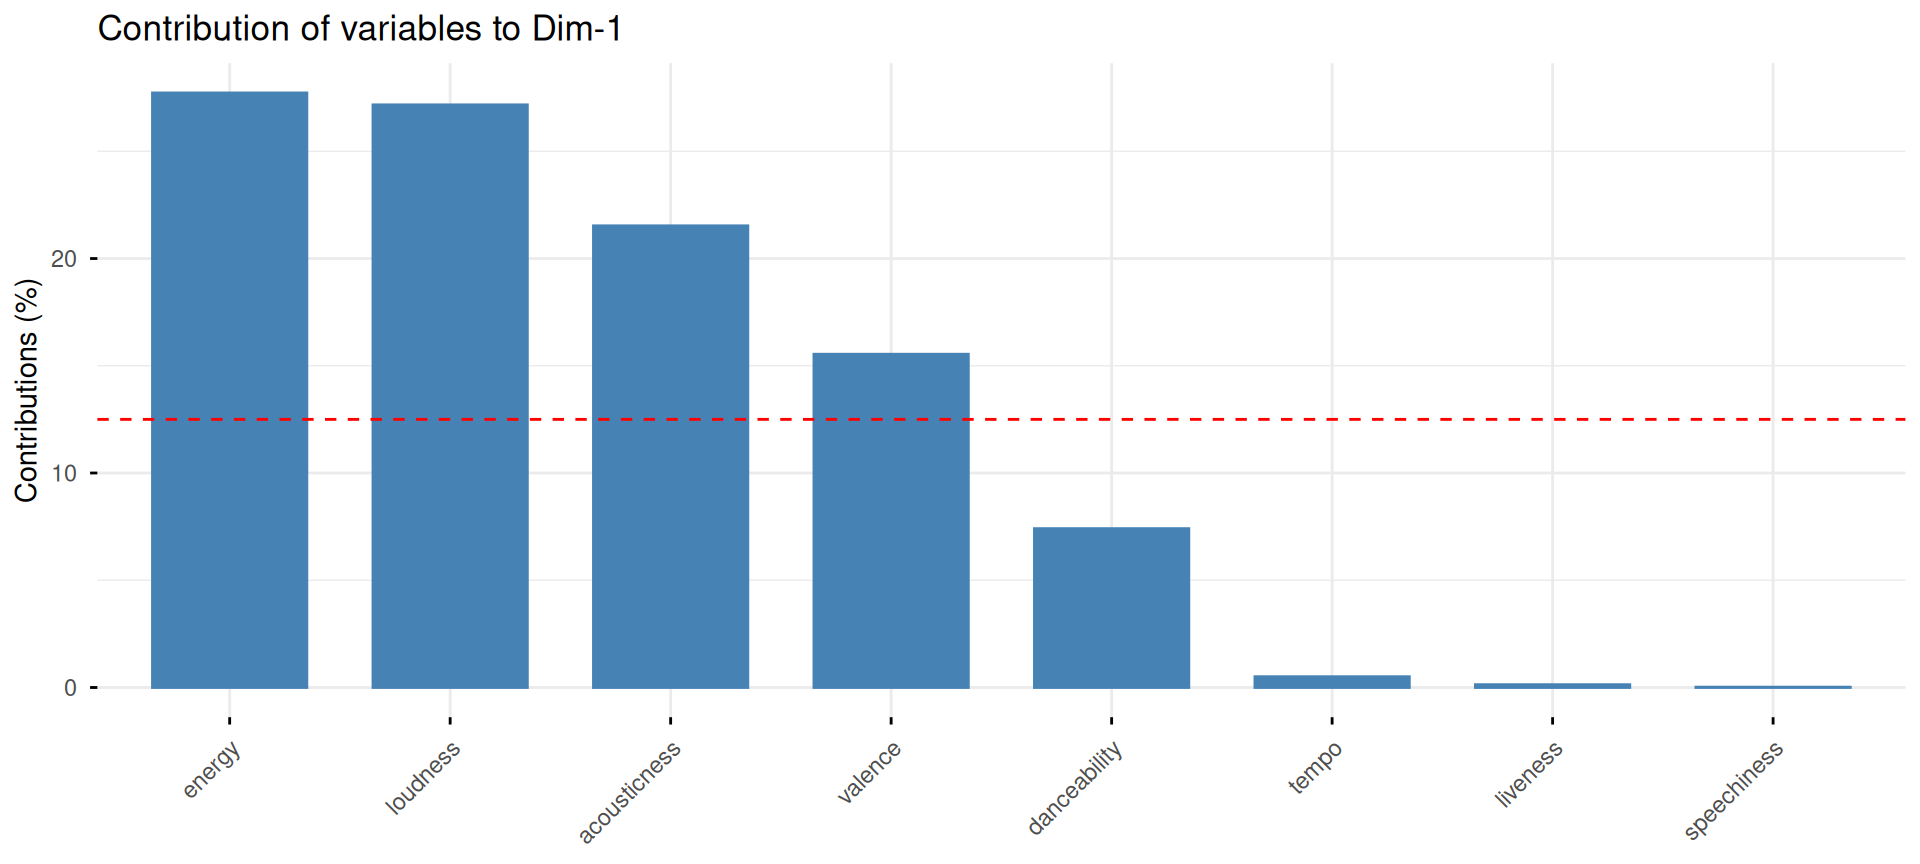 Contribution of variables to Dim-1
Contributions (%)
20
10
0
energy
loudness
acousticness
valence
danceability
tempo
liveness
speechiness